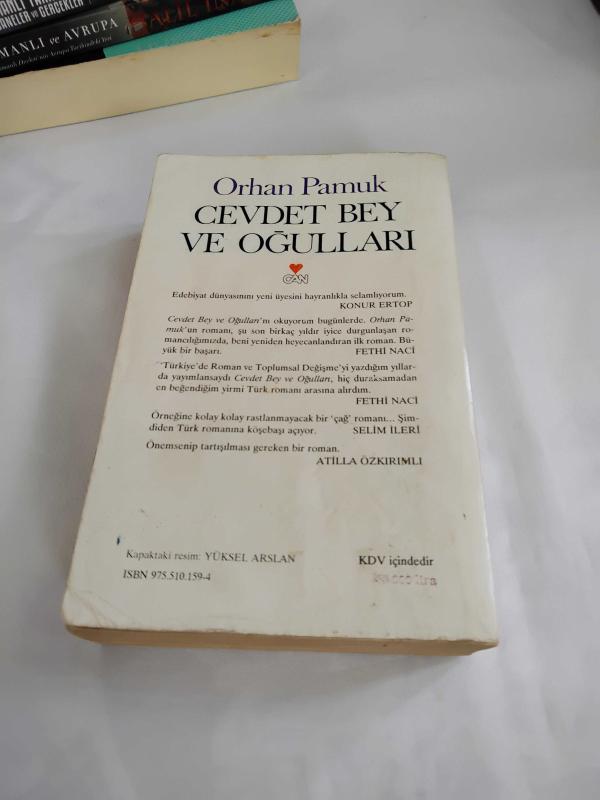 MANLI ve AVRUPA
Orhan Pamuk
CEVDET BEY
VE OĞULLARI
CAN
Edebiyat dünyasının yeni üyesini hayranlıkla selamlıyorum.
KONUR ERTOP
Cevdet Bey ve Oğulları'nı okuyorum bugünlerde. Orhan Pa-
muk'un romanı, şu son birkaç yıldır iyice durgunlaşan ro-
mancılığımızda, beni yeniden heyecanlandıran ilk roman. Bü-
yük bir başarı. FETHİ NACİ
'Türkiye'de Roman ve Toplumsal Değişme'yi yazdığım yıllar-
da yayımlansaydı Cevdet Bey ve Oğulları, hiç duraksamadan
en beğendiğim yirmi Türk romanı arasına alırdım.
FETHİ NACİ
Örneğine kolay kolay rastlanmayacak bir 'çağ' romanı... Şim-
diden Türk romanına köşebaşı açıyor. SELİM İLERİ
Önemsenip tartışılması gereken bir roman.
ATİLLA ÖZKIRIMLI
Kapaktaki resim: YÜKSEL ARSLAN
KDV içindedir
ISBN 975.510.159-4
lira